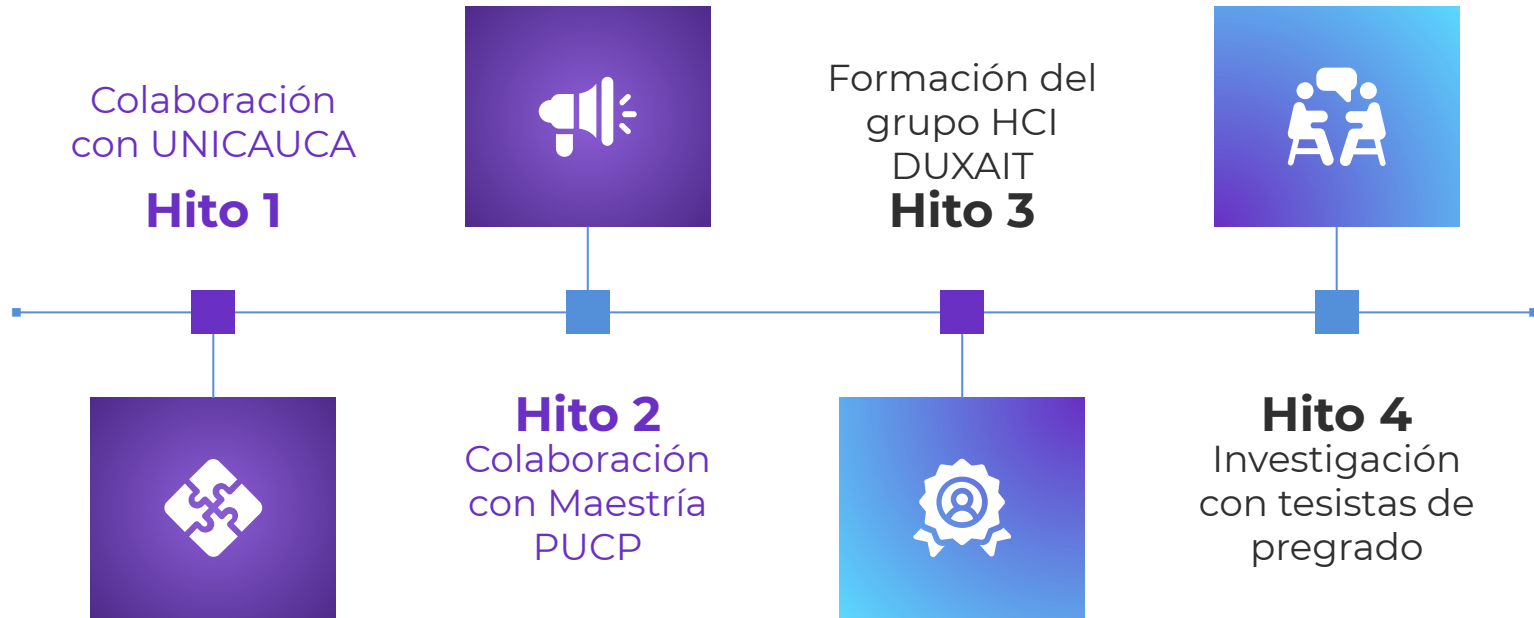 Colaboración
con UNICAUCA
Hito 1
Hito 2
Colaboración
con Maestría
PUCP
Formación del
grupo HCI
DUXAIT
Hito 3
Hito 4
Investigación
con tesistas de
pregrado